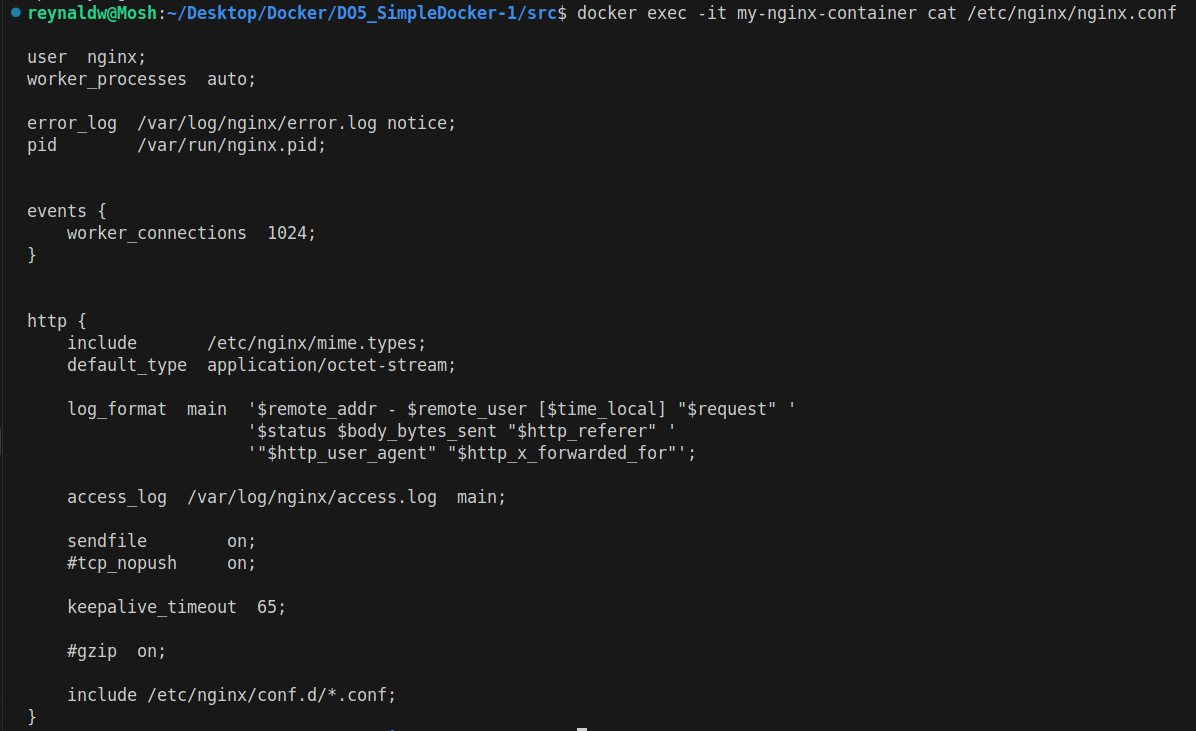 reynaldw@Mosh:~/Desktop/Docker/DO5_SimpleDocker-1/src$ docker exec -it my-nginx-container cat /etc/nginx/nginx.conf
user  nginx;
worker_processes  auto;
error_log  /var/log/nginx/error.log notice;
pid        /var/run/nginx.pid;
events {
    worker_connections  1024;
}
http {
    include       /etc/nginx/mime.types;
    default_type  application/octet-stream;
    log_format  main  '$remote_addr - $remote_user [$time_local] "$request" '
                      '$status $body_bytes_sent "$http_referer" '
                      '"$http_user_agent" "$http_x_forwarded_for"';
    access_log  /var/log/nginx/access.log  main;
    sendfile        on;
    #tcp_nopush     on;
    keepalive_timeout  65;
    #gzip  on;
    include /etc/nginx/conf.d/*.conf;
}